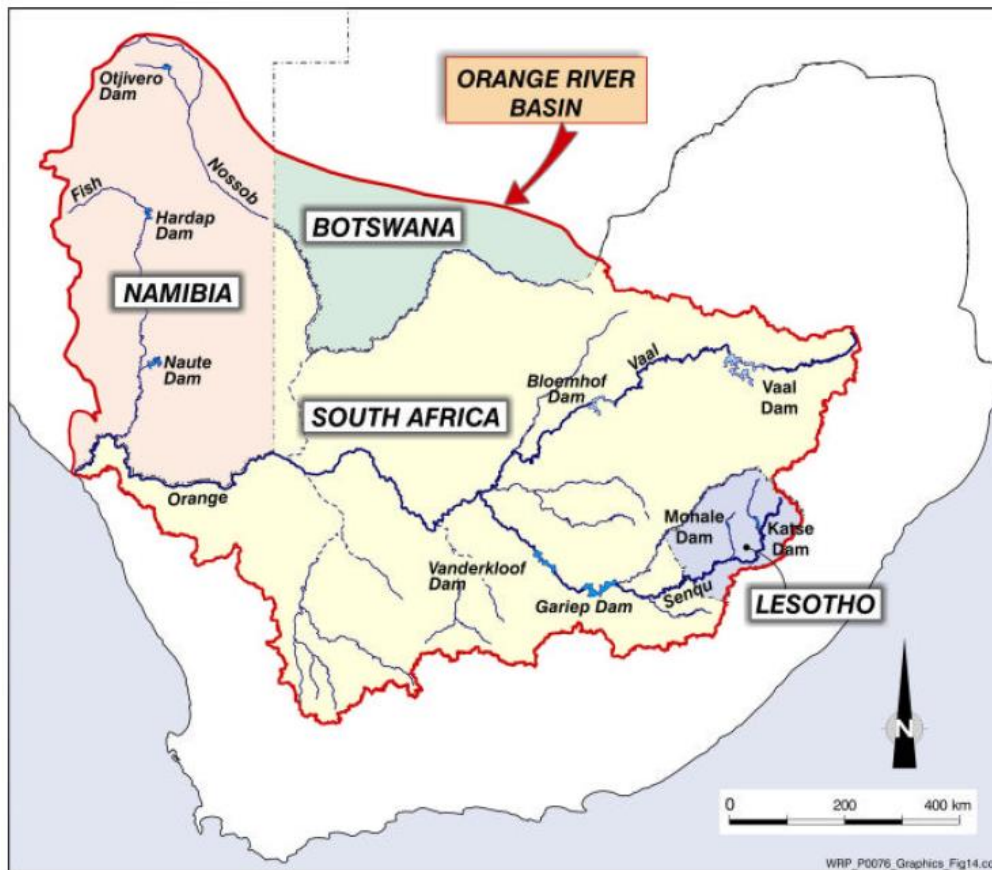 ORANGE RIVER
BASIN
Otjivero
Dam
Nossob
Fish
Hardap
Dam
BOTSWANA
NAMIBIA
Naute
Dam
Vaal
Bloemhof
Dam
Vaal
Dam
SOUTH AFRICA
Orange
Mohale
Dam
Katse
Dam
Vanderkloof
Dam
Senqu
Gariep Dam
LESOTHO
N
0 200 400 km
WRP_P0076_Graphics_Fig14.cd